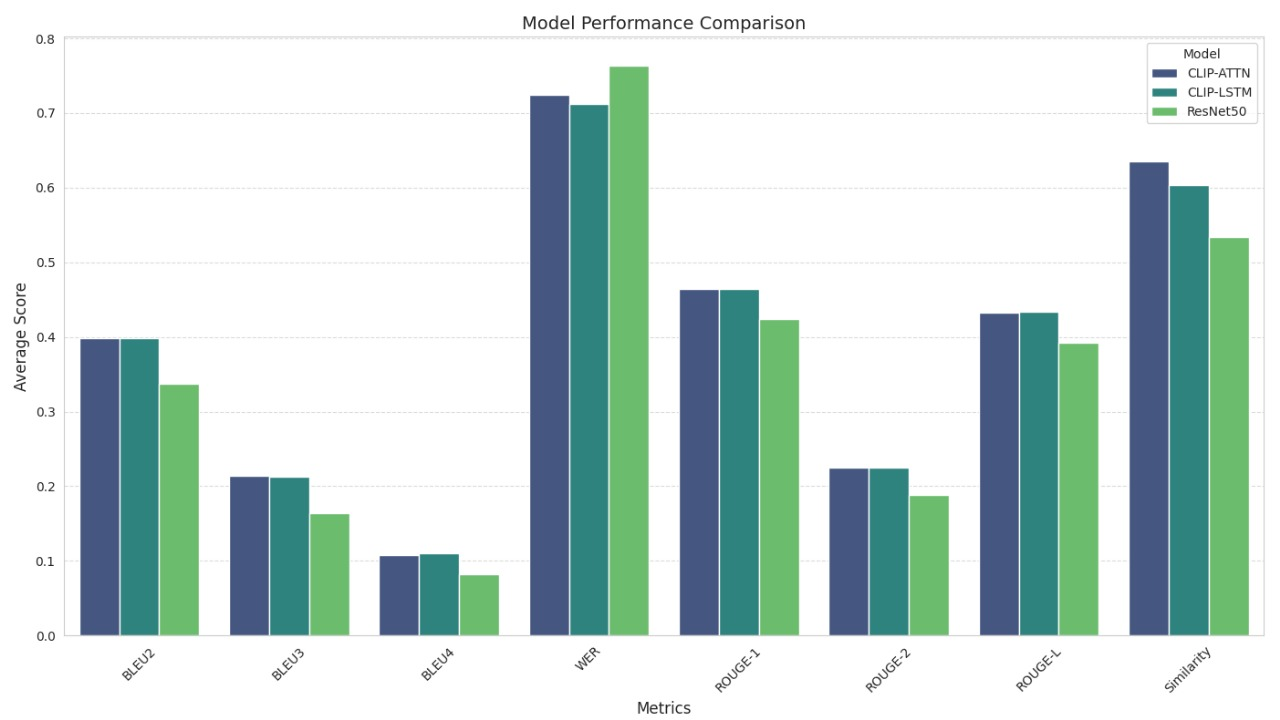 Model Performance Comparison
Model
CLIP-ATTN
CLIP-LSTM
ResNet50
Average Score
0.8
0.7
0.6
0.5
0.4
0.3
0.2
0.1
0.0
BLEU2
BLEU3
BLEU4
WER
ROUGE-1
ROUGE-2
ROUGE-L
Similarity
Metrics